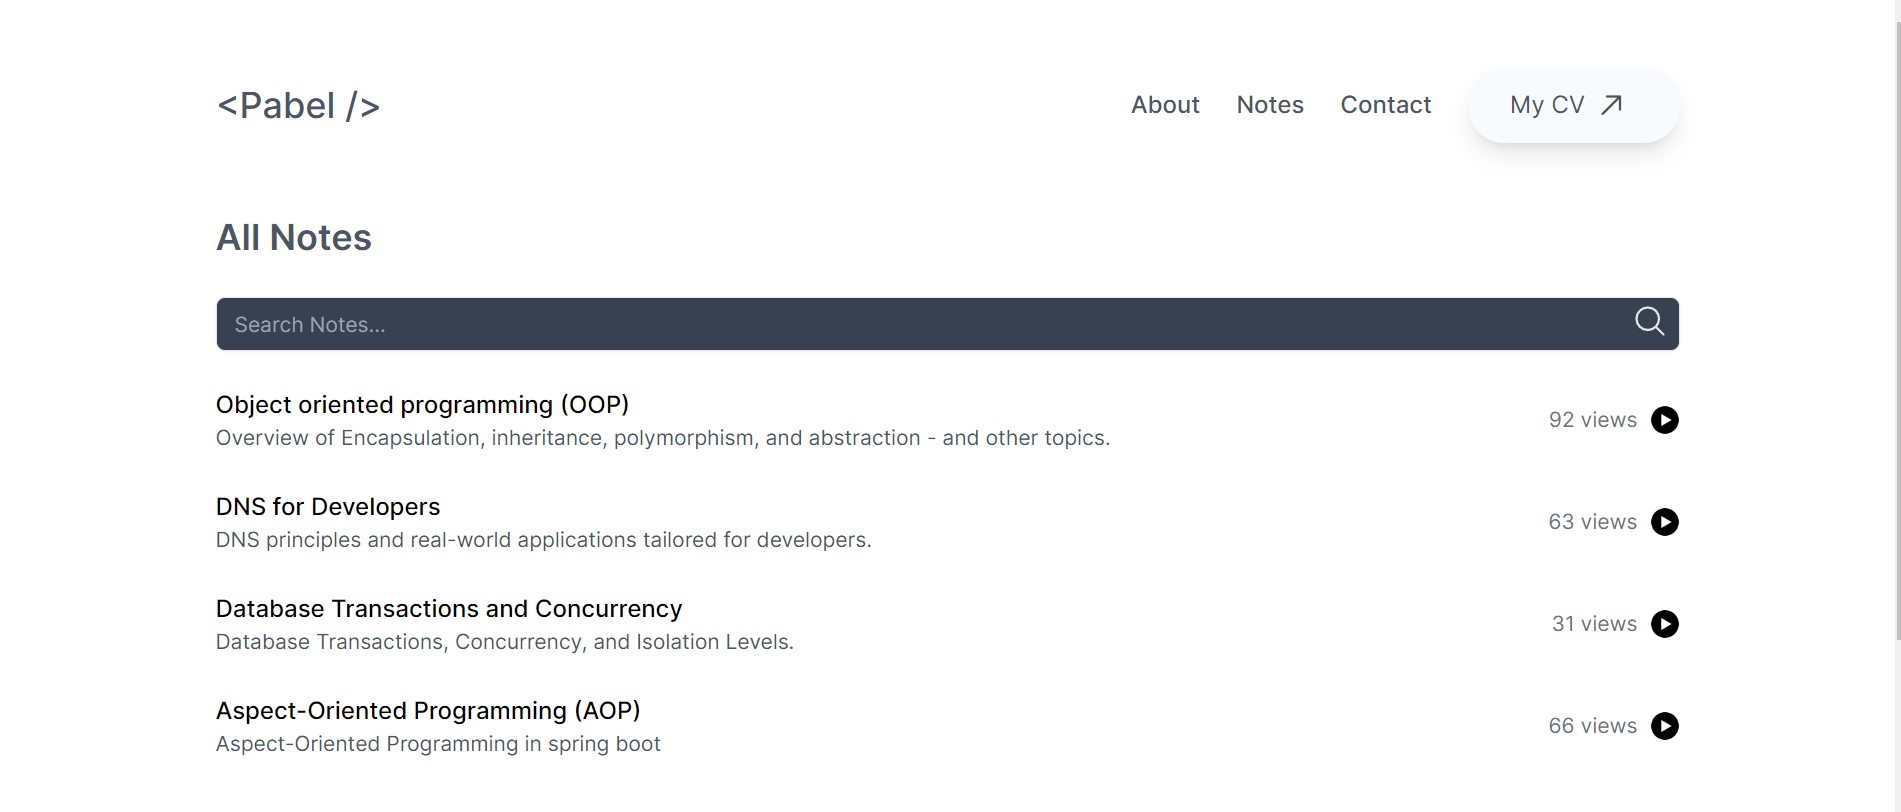 <Pabel />
About Notes Contact My CV
All Notes
Search Notes...
Object oriented programming (OOP)
Overview of Encapsulation, inheritance, polymorphism, and abstraction - and other topics.
92 views
DNS for Developers
DNS principles and real-world applications tailored for developers.
63 views
Database Transactions and Concurrency
Database Transactions, Concurrency, and Isolation Levels.
31 views
Aspect-Oriented Programming (AOP)
Aspect-Oriented Programming in spring boot
66 views